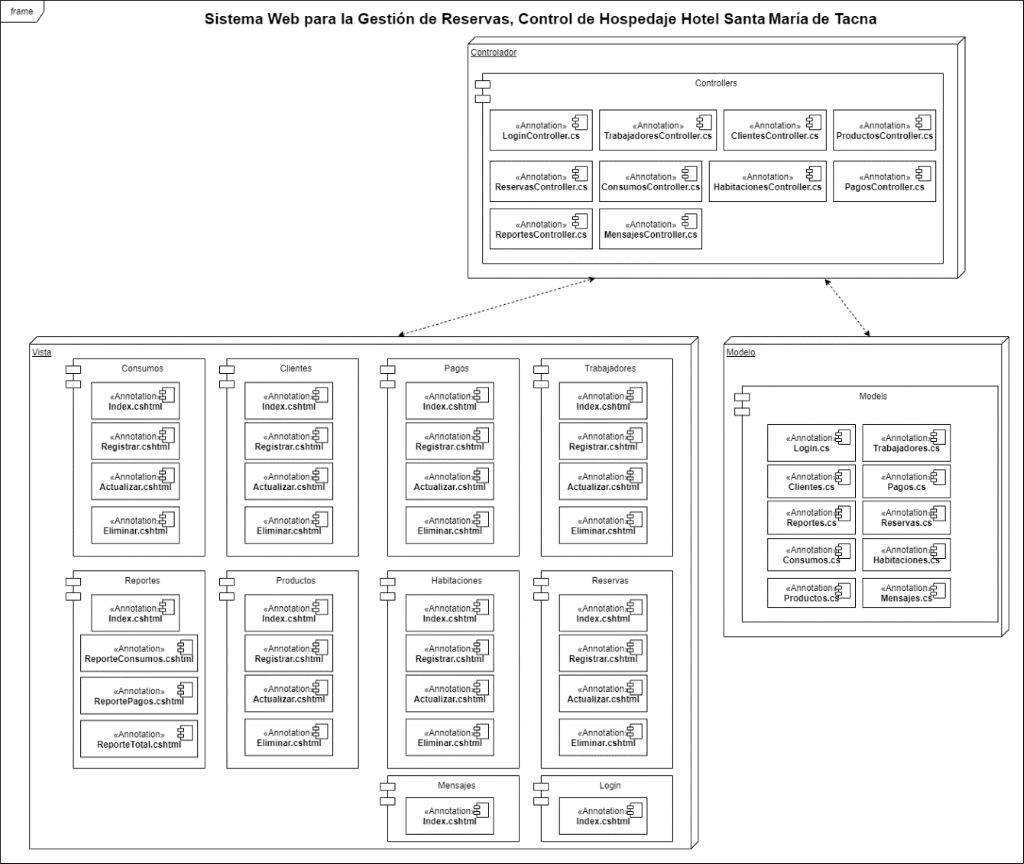 frame
Sistema Web para la Gestión de Reservas, Control de Hospedaje Hotel Santa María de Tacna
Controlador
Controllers
«Annotation» «Annotation» «Annotation» «Annotation»
LoginController.cs TrabajadoresController.cs ClientesController.cs ProductosController.cs
«Annotation» «Annotation» «Annotation» «Annotation»
ReservasController.cs ConsumosController.cs HabitacionesController.cs PagosController.cs
«Annotation» «Annotation»
ReportesController.cs MensajesController.cs
Vista
Consumos Clientes Pagos Trabajadores
«Annotation» «Annotation» «Annotation» «Annotation»
Index.cshtml Index.cshtml Index.cshtml Index.cshtml
«Annotation» «Annotation» «Annotation» «Annotation»
Registrar.cshtml Registrar.cshtml Registrar.cshtml Registrar.cshtml
«Annotation» «Annotation» «Annotation» «Annotation»
Actualizar.cshtml Actualizar.cshtml Actualizar.cshtml Actualizar.cshtml
«Annotation» «Annotation» «Annotation» «Annotation»
Eliminar.cshtml Eliminar.cshtml Eliminar.cshtml Eliminar.cshtml
Reportes Productos Habitaciones Reservas
«Annotation» «Annotation» «Annotation» «Annotation»
Index.cshtml Index.cshtml Index.cshtml Index.cshtml
«Annotation» «Annotation» «Annotation» «Annotation»
ReporteConsumos.cshtml Registrar.cshtml Registrar.cshtml Registrar.cshtml
«Annotation» «Annotation» «Annotation» «Annotation»
ReportePagos.cshtml Actualizar.cshtml Actualizar.cshtml Actualizar.cshtml
«Annotation» «Annotation» «Annotation» «Annotation»
ReporteTotal.cshtml Eliminar.cshtml Eliminar.cshtml Eliminar.cshtml
Mensajes Login
«Annotation» «Annotation»
Index.cshtml Index.cshtml
Modelo
Models
«Annotation» «Annotation»
Login.cs Trabajadores.cs
«Annotation» «Annotation»
Clientes.cs Pagos.cs
«Annotation» «Annotation»
Reportes.cs Reservas.cs
«Annotation» «Annotation»
Consumos.cs Habitaciones.cs
«Annotation» «Annotation»
Productos.cs Mensajes.cs